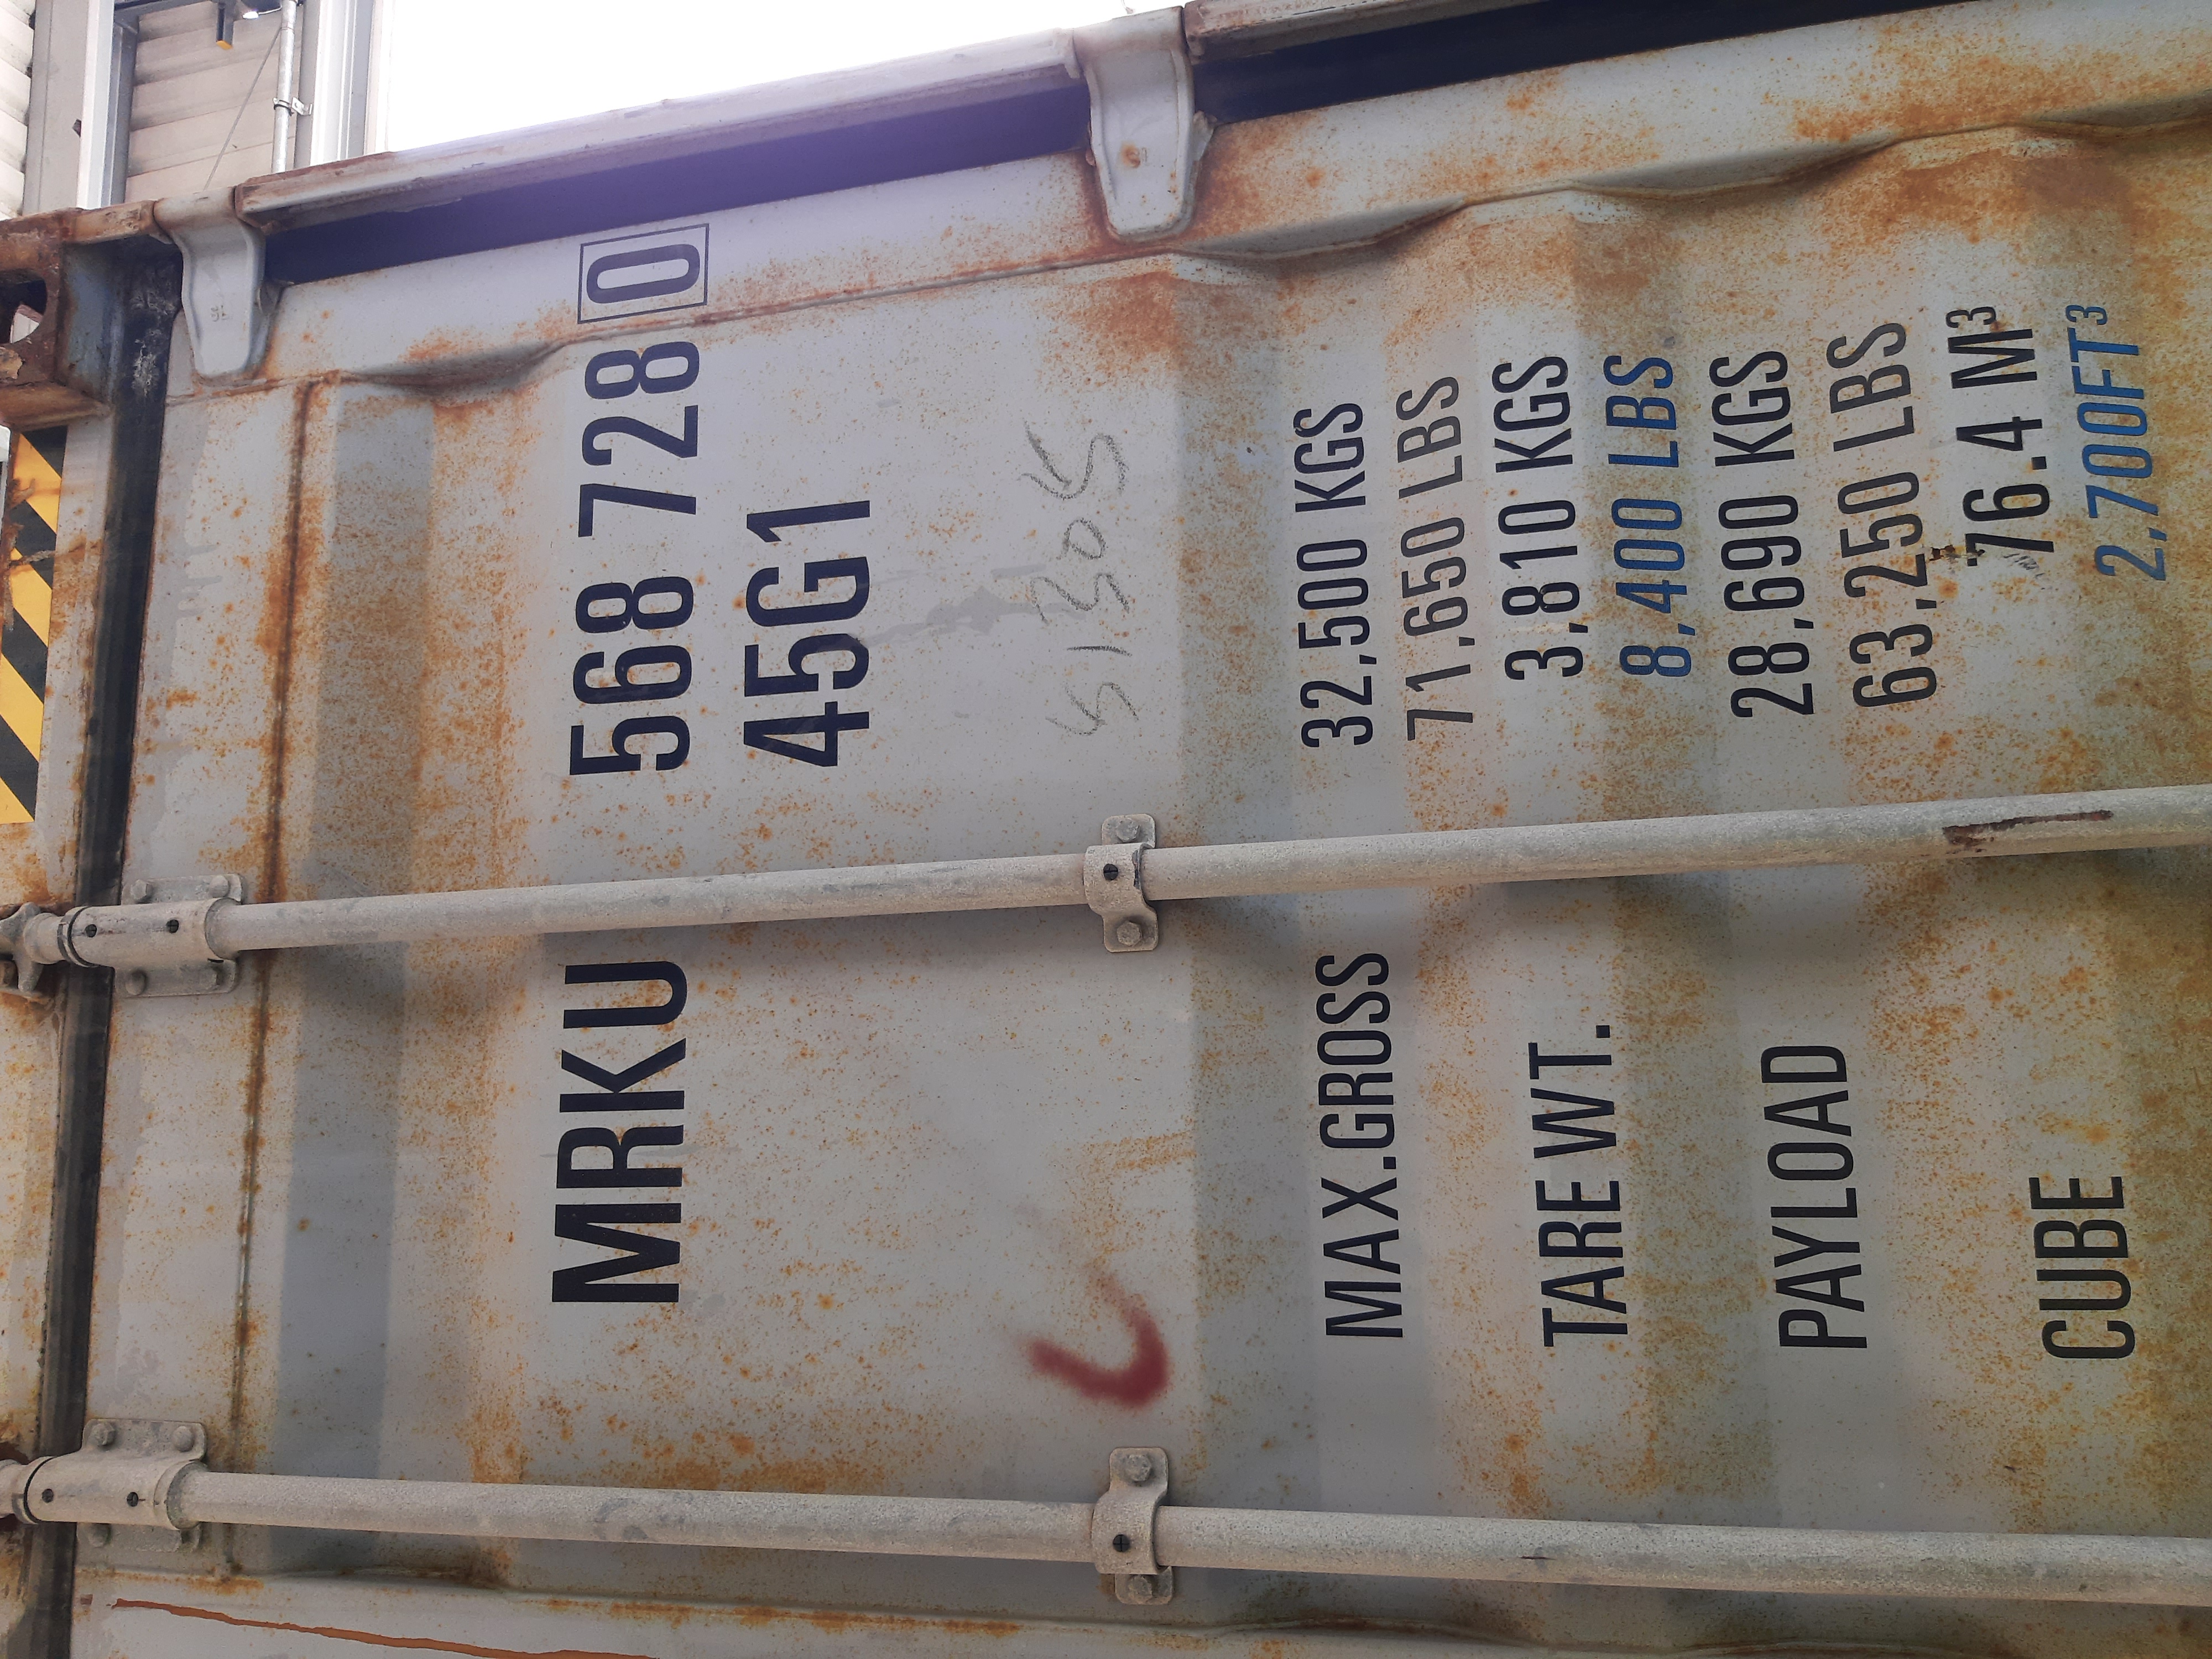 MRKU 568 728 0
45G1
MAX.GROSS 32,500 KGS
71,650 LBS
TARE WT. 3,810 KGS
8,400 LBS
PAYLOAD 28,690 KGS
63,250 LBS
CUBE 76.4 M³
2,700FT³